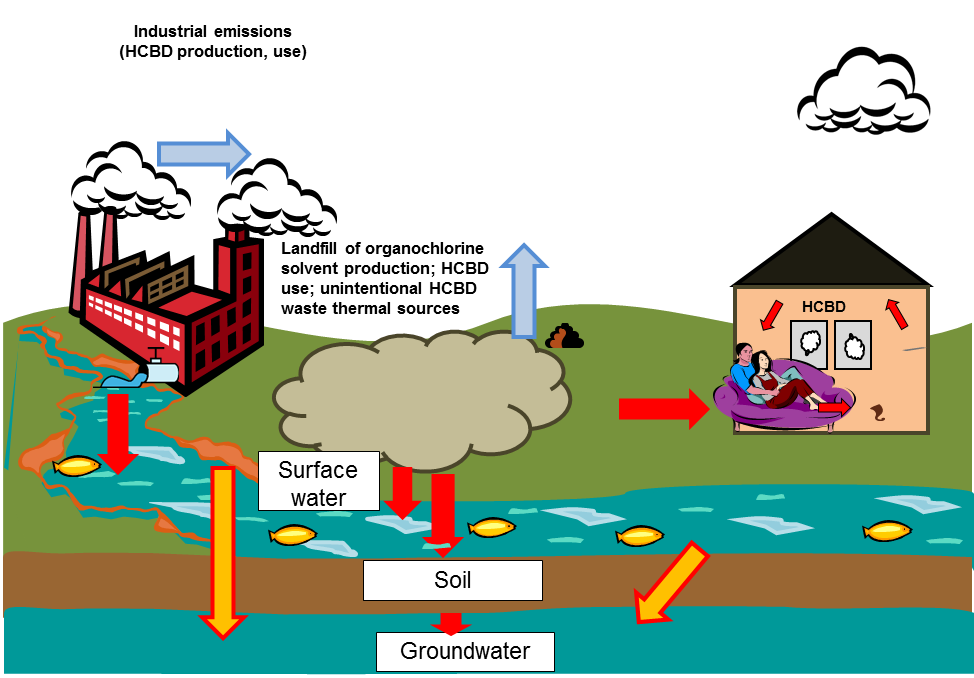 Industrial emissions
(HCBD production, use)
Landfill of organochlorine
solvent production; HCBD
use; unintentional HCBD
waste thermal sources
HCBD
Surface
water
Soil
Groundwater